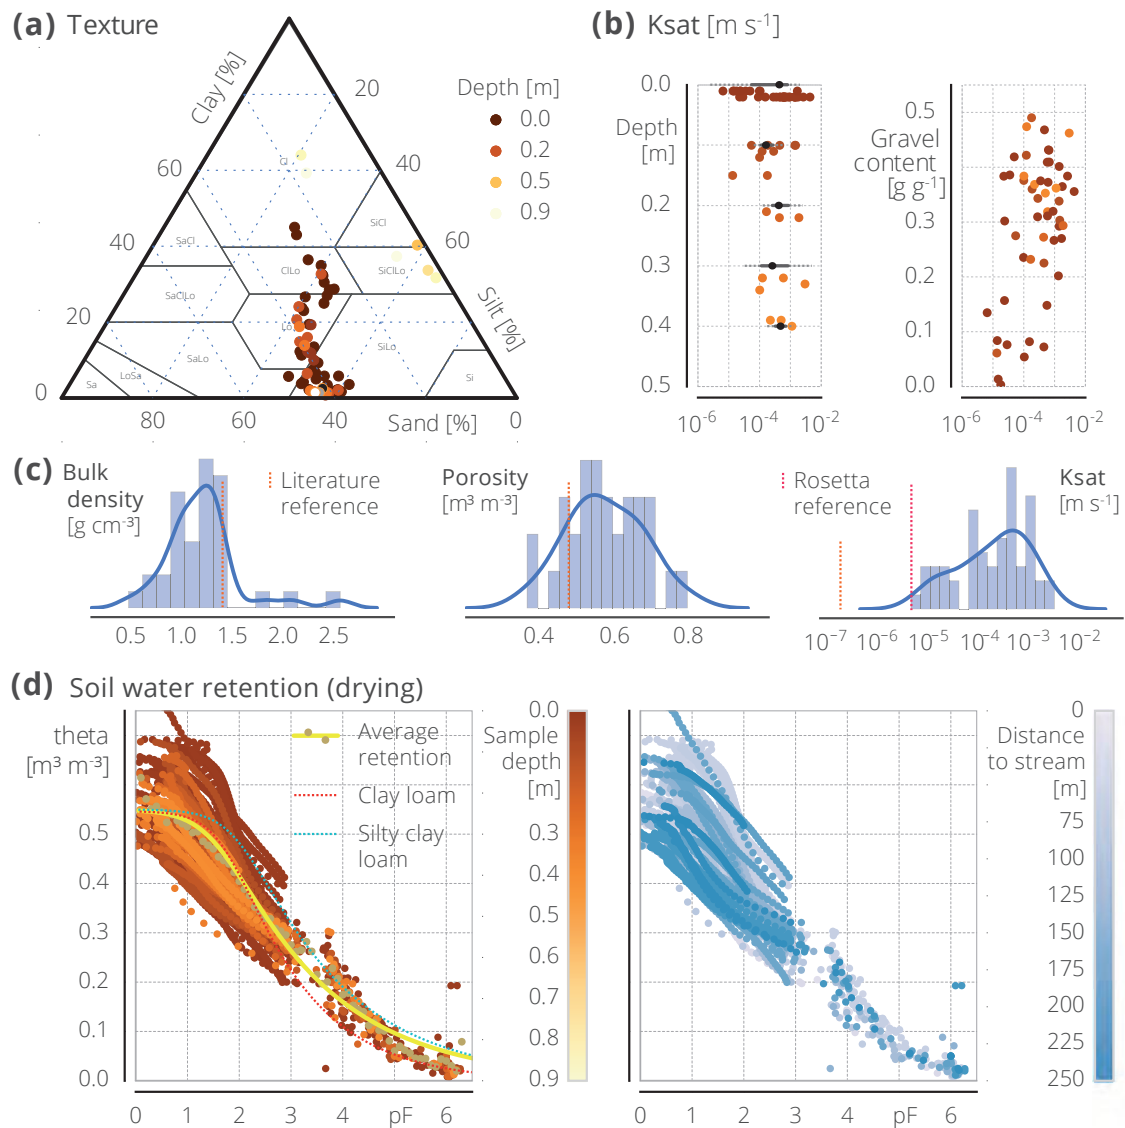 (a) Texture
Clay [%]
20
40
60
60
40
20
0
Silt [%]
80
60
40
Sand [%]
0
Cl
SiCl
SaCl
ClLo
SiClLo
SaClLo
Lo
SiLo
SaLo
LoSa
Sa
Si
Depth [m]
0.0
0.2
0.5
0.9
(b) Ksat [m s⁻¹]
0.0
Depth
[m]
0.2
0.3
0.4
0.5
10⁻⁶ 10⁻⁴ 10⁻²
0.5
Gravel
content
[g g⁻¹]
0.3
0.2
0.1
0.0
10⁻⁶ 10⁻⁴ 10⁻²
(c) Bulk
density
[g cm⁻³]
Literature
reference
0.5 1.0 1.5 2.0 2.5
Porosity
[m³ m⁻³]
0.4 0.6 0.8
Rosetta
reference
Ksat
[m s⁻¹]
10⁻⁷ 10⁻⁶ 10⁻⁵ 10⁻⁴ 10⁻³ 10⁻²
(d) Soil water retention (drying)
theta
[m³ m⁻³]
0.5
0.4
0.3
0.2
0.1
0.0
0 1 2 3 4 pF 6
Average
retention
Clay loam
Silty clay
loam
Sample
depth
[m]
0.0
0.3
0.4
0.5
0.6
0.7
0.8
0.9
0 1 2 3 4 pF 6
Distance
to stream
[m]
0
75
100
125
150
175
200
225
250